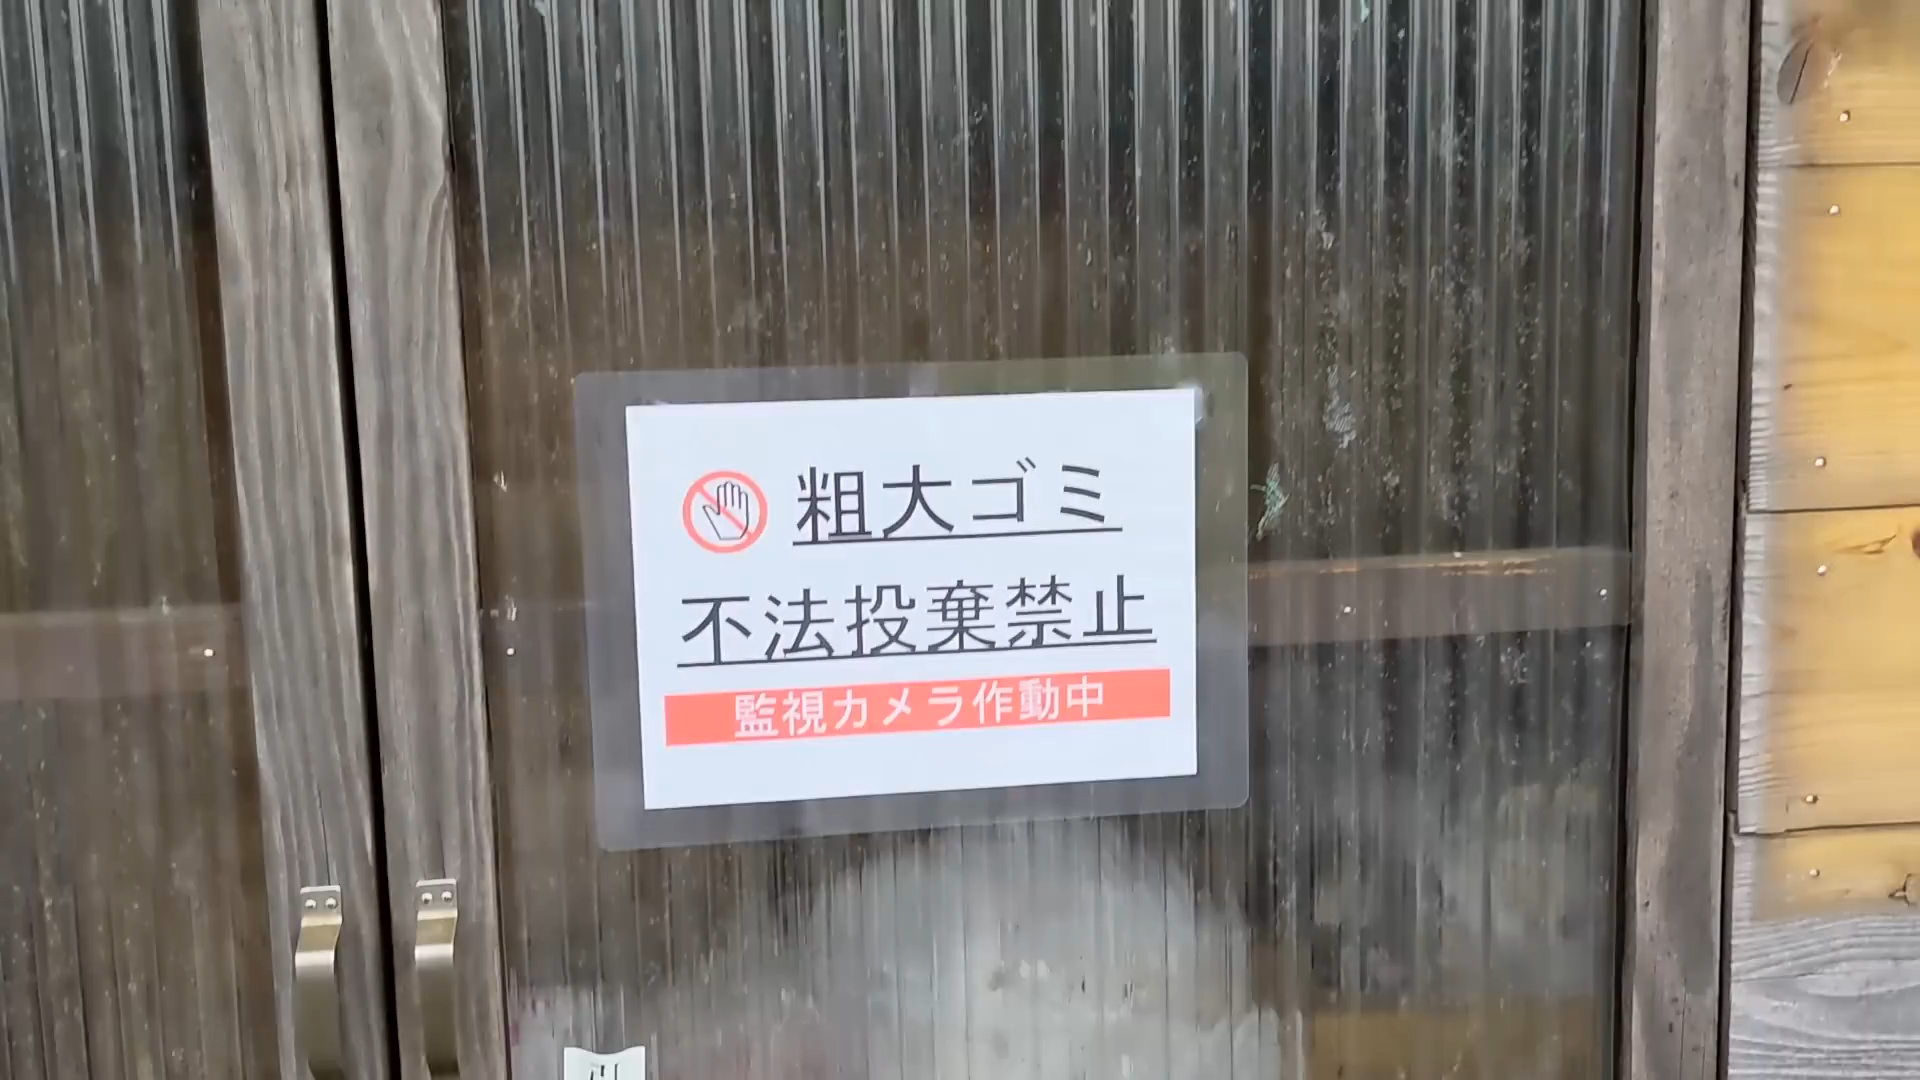 粗大ゴミ
不法投棄禁止
監視カメラ作動中